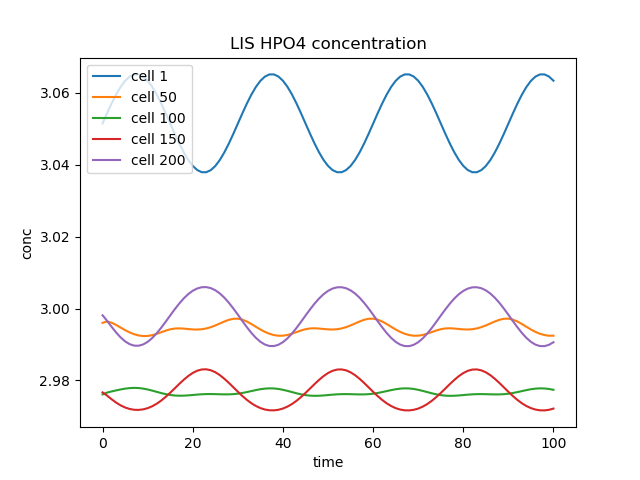 LIS HPO4 concentration
cell 1
cell 50
cell 100
cell 150
cell 200
3.06
3.04
3.02
3.00
2.98
conc
0 20 40 60 80 100
time